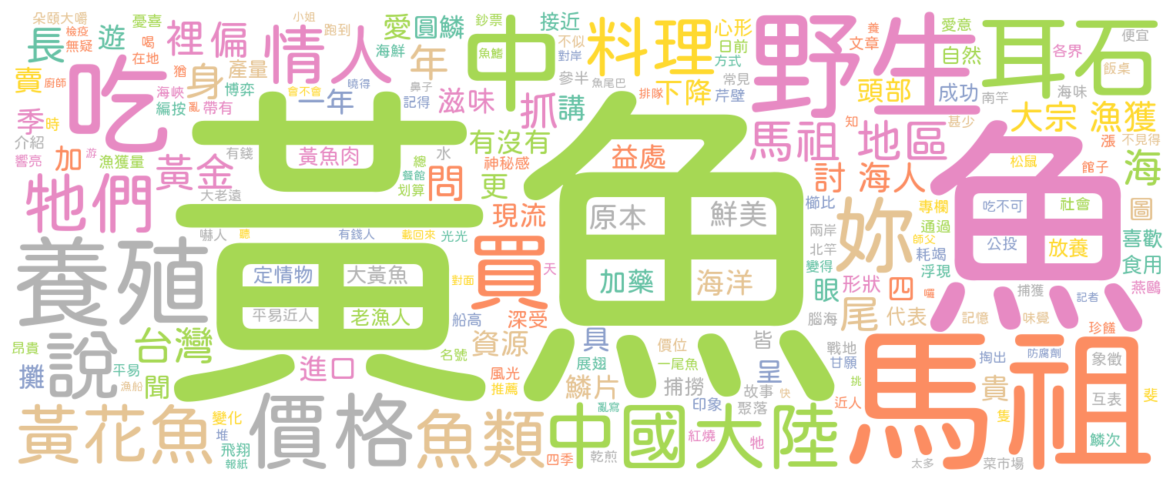 朵頤大嚼
小姐
檢疫
憂喜
跑到
愛
圓鱗
鈔票
接近
心形
愛意
便宜
長
無疑
遊
裡
偏
情人
海鮮
年
魚鰭
中
不似
料理
日前
野生
養
文章
自然
各界
耳石
飯桌
賣
喝
在地
廚師
身
產量
曉得
對岸
參半
方式
常見
吃
猶
海峽
博弈
會不會
鼻子
魚尾巴
排隊
下降
頭部
成功
南竿
海味
編按
亂
帶有
一年
記得
滋味
抓
講
芹壁
大宗
漁獲
季
時
有錢
黃魚肉
總
有沒有
益處
馬祖
地區
知
甚少
漲
不見得
介紹
響亮
加
游
漁獲量
黃金
水
餐館
划算
神秘感
問
更
討
海人
松鼠
館子
海
牠們
大老遠
黃魚
現流
原本
鮮美
櫛比
妳
專欄
吃不可
社會
圖
嚇人
聽
有錢人
載回來
光光
兩岸
通過
師父
魚
喜歡
養殖
定情物
大黃魚
對面
買
天
加藥
海洋
北竿
變得
耗竭
浮現
公投
放養
食用
平易近人
老漁人
船高
深受
眼
形狀
四
囉
捕獲
記者
燕鷗
昂貴
說
台灣
名號
資源
具
價位
皆
腦海
尾
代表
記憶
味覺
珍饈
攤
平易
聞
進口
風光
展翅
一尾魚
戰地
掏出
防腐劑
象徵
漁船
推薦
鱗片
捕撈
故事
呈
快
甘願
挑
貴
馬祖
互表
斐
黃花魚
變化
堆
飛翔
報紙
價格
魚類
亂寫
印象
聚落
近人
隻
鱗次
四季
中國大陸
紅燒
牠
乾煎
太多
菜市場